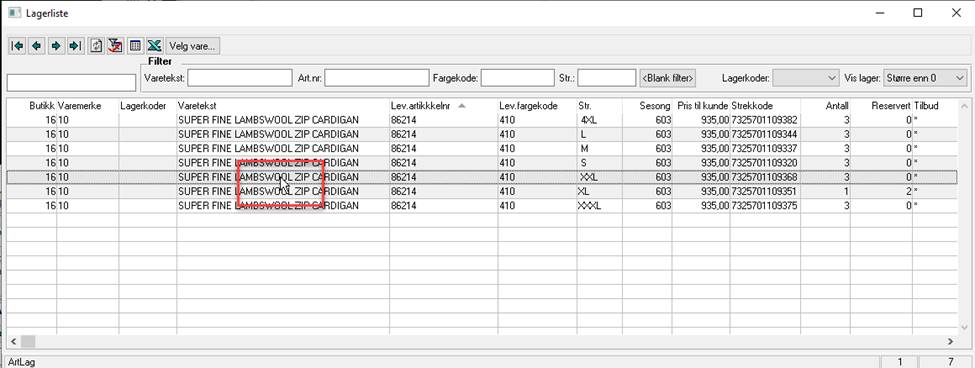 Lagerliste
Velg vare...
Filter
Varetekst: Art.nr: Fargekode: Str.: <Blank filter> Lagerkoder: Vis lager: Større enn 0
Butikk Varemerke Lagerkoder Varetekst Lev.artikkkelnr Lev.fargekode Str. Sesong Pris til kunde Strekkode Antall Reservert Tilbud
16 10 SUPER FINE LAMBSWOOL ZIP CARDIGAN 86214 410 4XL 603 935,00 7325701109382 3 0 *
16 10 SUPER FINE LAMBSWOOL ZIP CARDIGAN 86214 410 L 603 935,00 7325701109344 3 0 *
16 10 SUPER FINE LAMBSWOOL ZIP CARDIGAN 86214 410 M 603 935,00 7325701109337 3 0 *
16 10 SUPER FINE LAMBSWOOL ZIP CARDIGAN 86214 410 S 603 935,00 7325701109320 3 0 *
16 10 SUPER FINE LAMBSWOOL ZIP CARDIGAN 86214 410 XXL 603 935,00 7325701109368 3 0 *
16 10 SUPER FINE LAMBSWOOL ZIP CARDIGAN 86214 410 XL 603 935,00 7325701109351 1 2 *
16 10 SUPER FINE LAMBSWOOL ZIP CARDIGAN 86214 410 XXXL 603 935,00 7325701109375 3 0 *
ArtLag 1 7